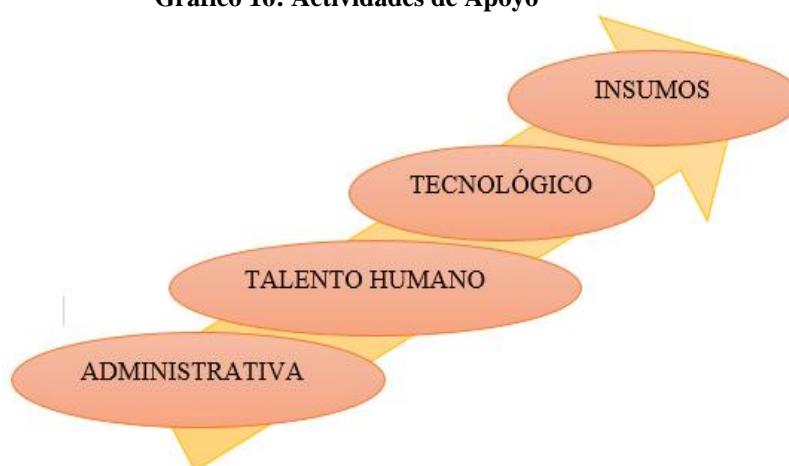 Gráfico 16: Actividades de Apoyo
INSUMOS
TECNOLÓGICO
TALENTO HUMANO
ADMINISTRATIVA